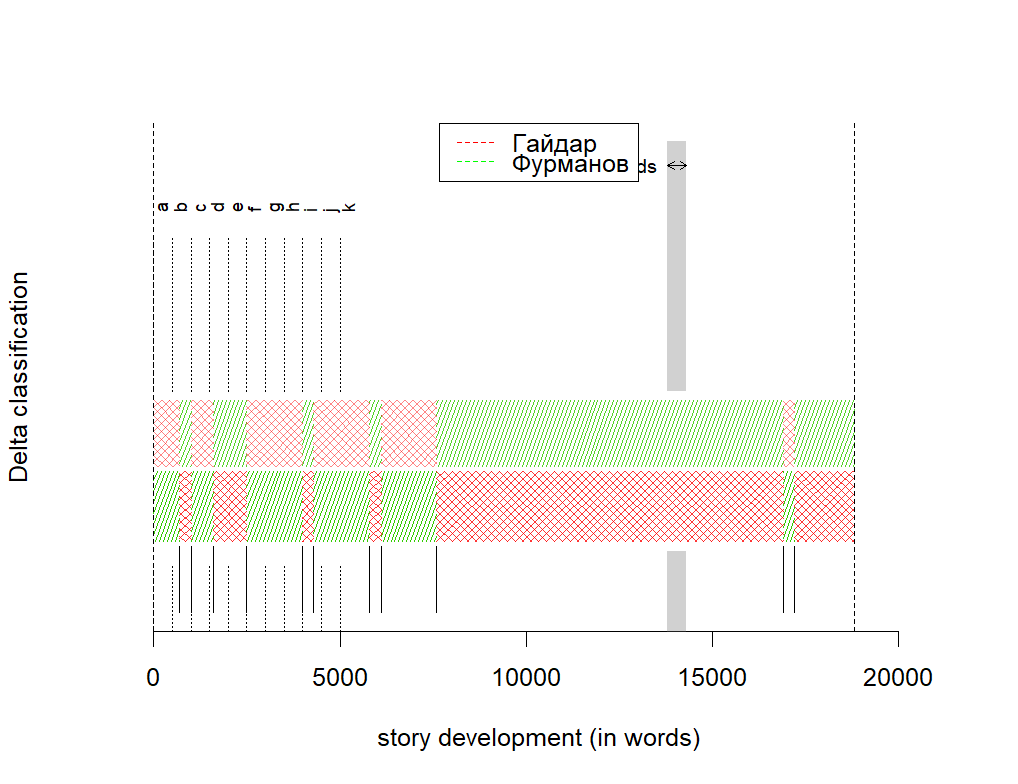 Гайдар
Фурманов
ds
a b c d e f g h i j k
Delta classification
0 5000 10000 15000 20000
story development (in words)